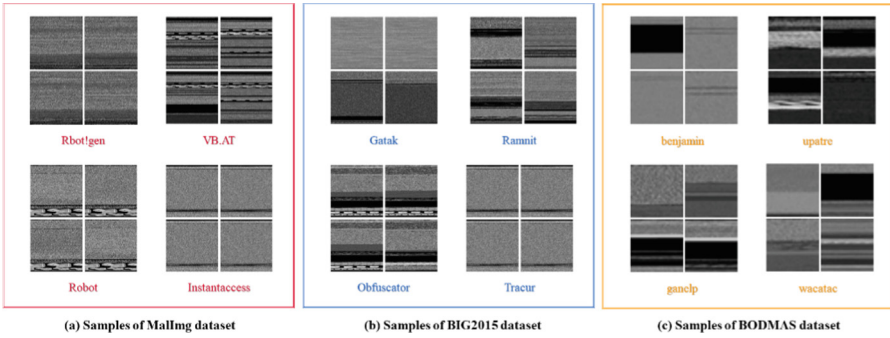 Rbot!gen VB.AT
Robot Instantaccess
Gatak Ramnit
Obfuscator Tracur
benjamin upatre
ganelp wacatac
(a) Samples of MalImg dataset
(b) Samples of BIG2015 dataset
(c) Samples of BODMAS dataset